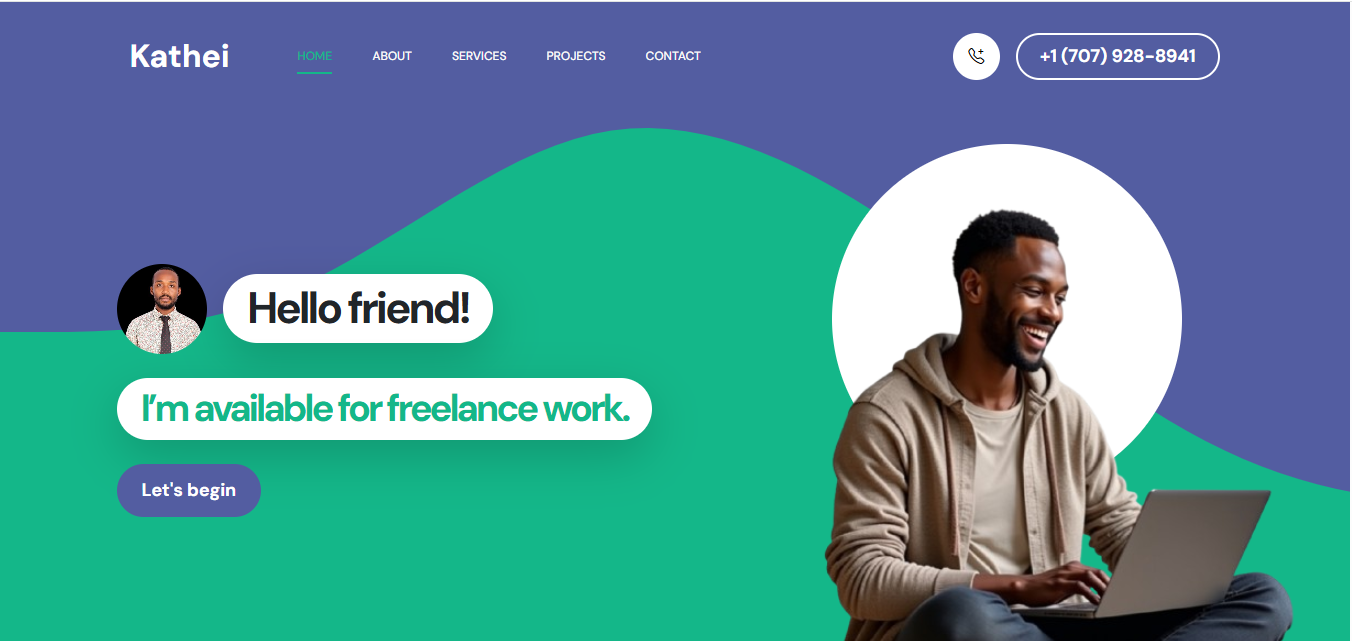 Kathei
HOME ABOUT SERVICES PROJECTS CONTACT
+1 (707) 928-8941
Hello friend!
I'm available for freelance work.
Let's begin